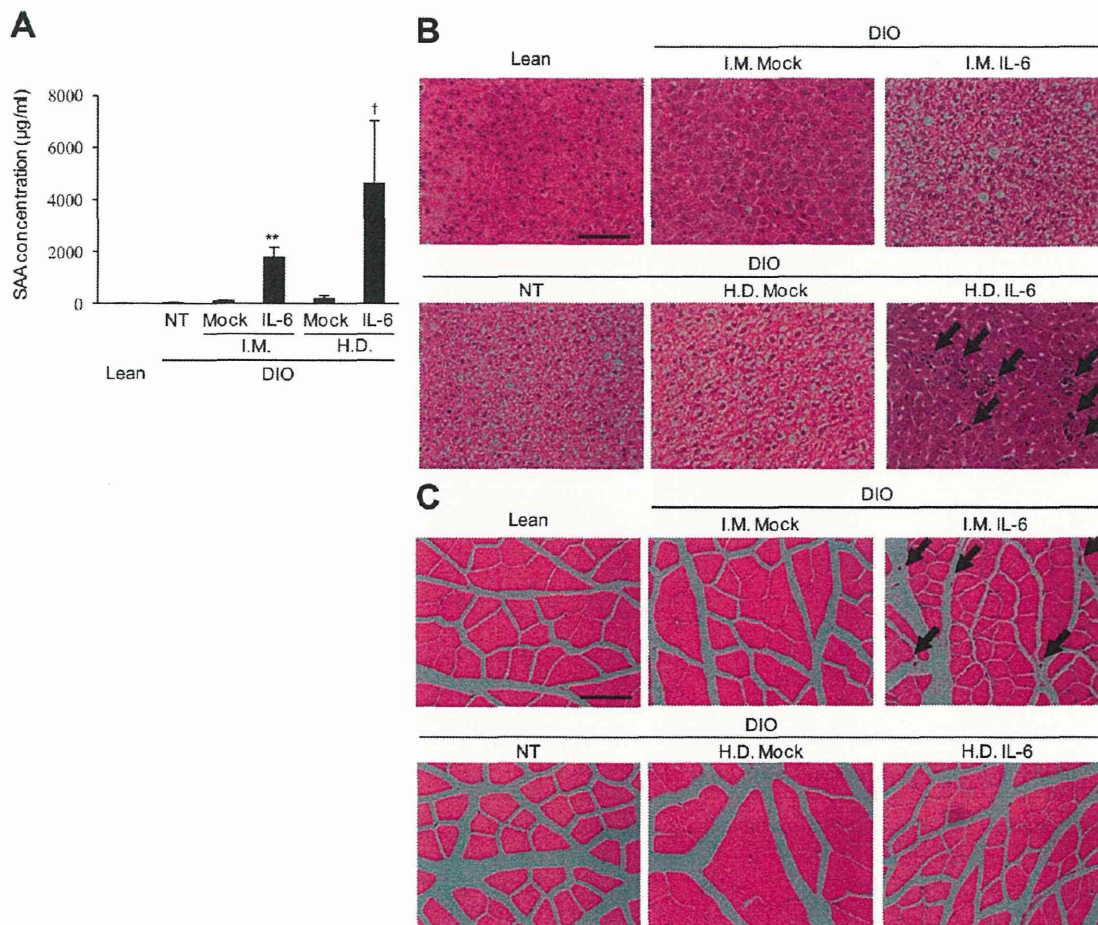 A
SAA concentration (µg/ml)
8000
6000
4000
2000
0
**
†
NT Mock IL-6 Mock IL-6
I.M. H.D.
Lean DIO
B
DIO
Lean I.M. Mock I.M. IL-6
DIO
NT H.D. Mock H.D. IL-6
C
DIO
Lean I.M. Mock I.M. IL-6
DIO
NT H.D. Mock H.D. IL-6